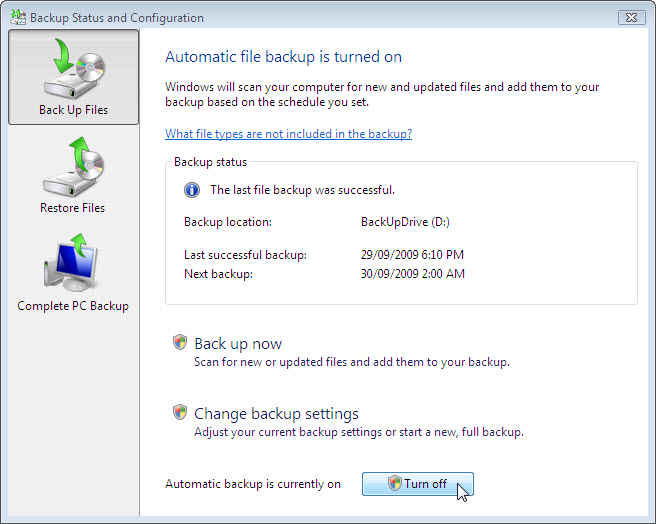 Backup Status and Configuration
Back Up Files
Restore Files
Complete PC Backup
Automatic file backup is turned on
Windows will scan your computer for new and updated files and add them to your
backup based on the schedule you set.
What file types are not included in the backup?
Backup status
The last file backup was successful.
Backup location: BackUpDrive (D:)
Last successful backup: 29/09/2009 6:10 PM
Next backup: 30/09/2009 2:00 AM
Back up now
Scan for new or updated files and add them to your backup.
Change backup settings
Adjust your current backup settings or start a new, full backup.
Automatic backup is currently on Turn off